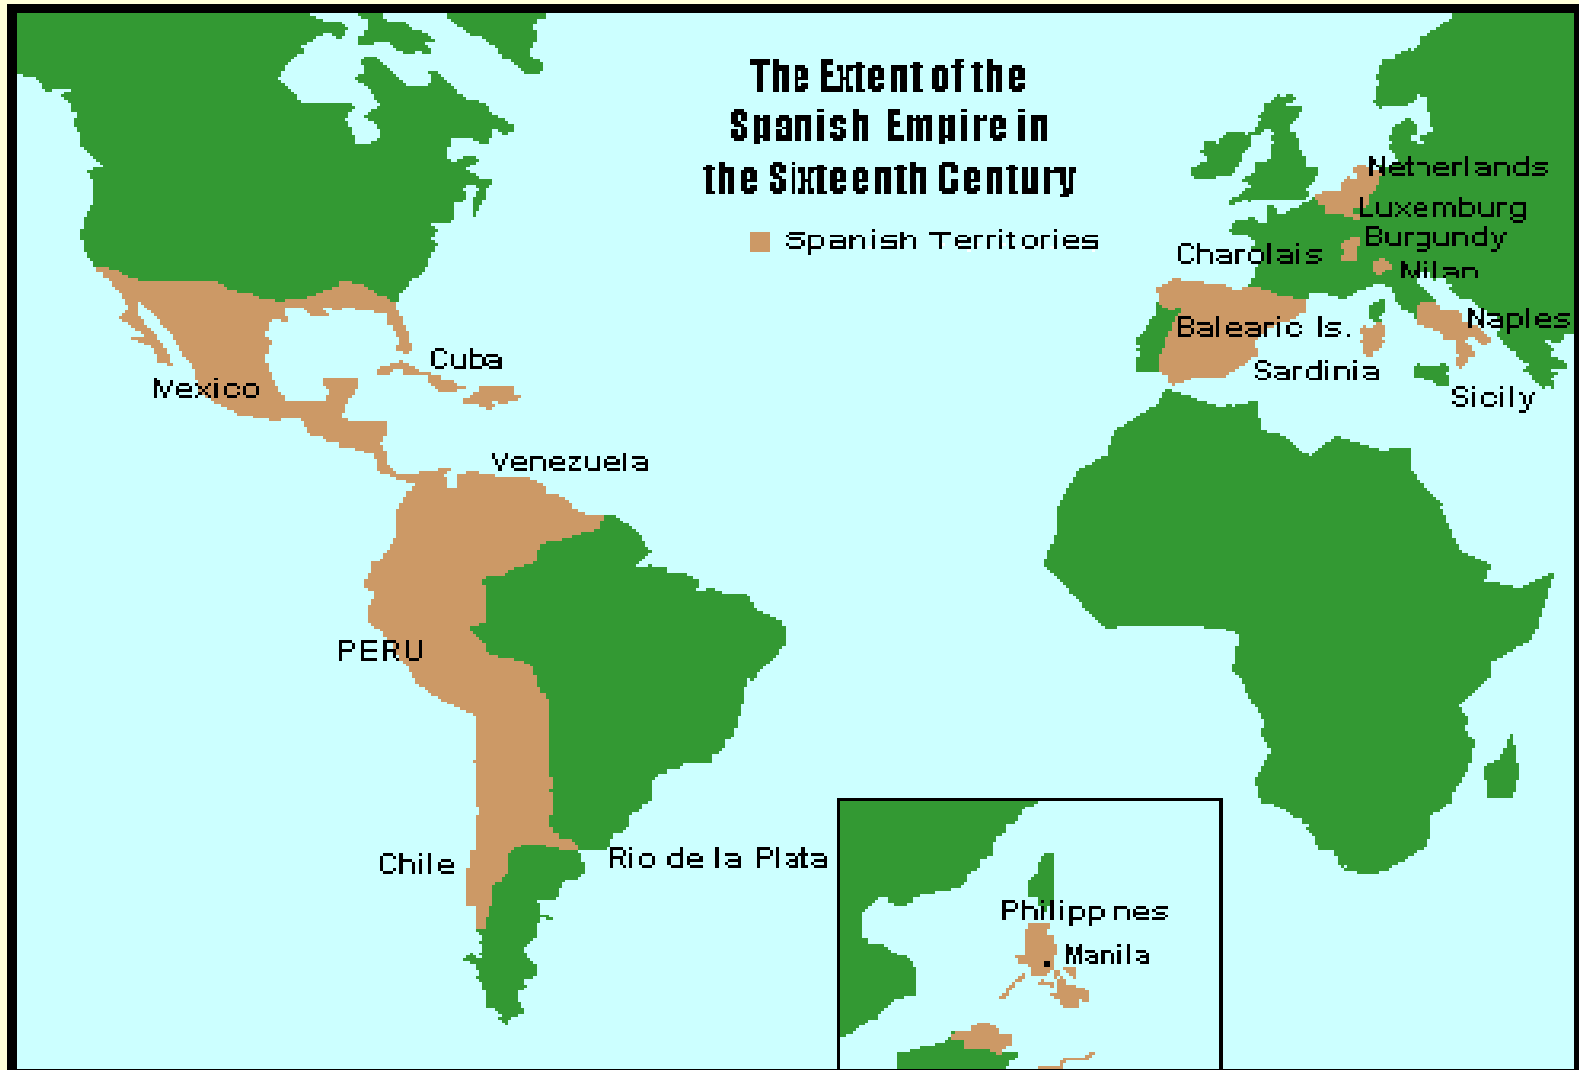 The Extent of the
Spanish Empire in
the Sixteenth Century
Spanish Territories
Netherlands
Luxemburg
Burgundy
Charolais
Milan
Naples
Balearic Is.
Sardinia
Sicily
Cuba
Mexico
Venezuela
PERU
Chile
Rio de la Plata
Philippines
Manila